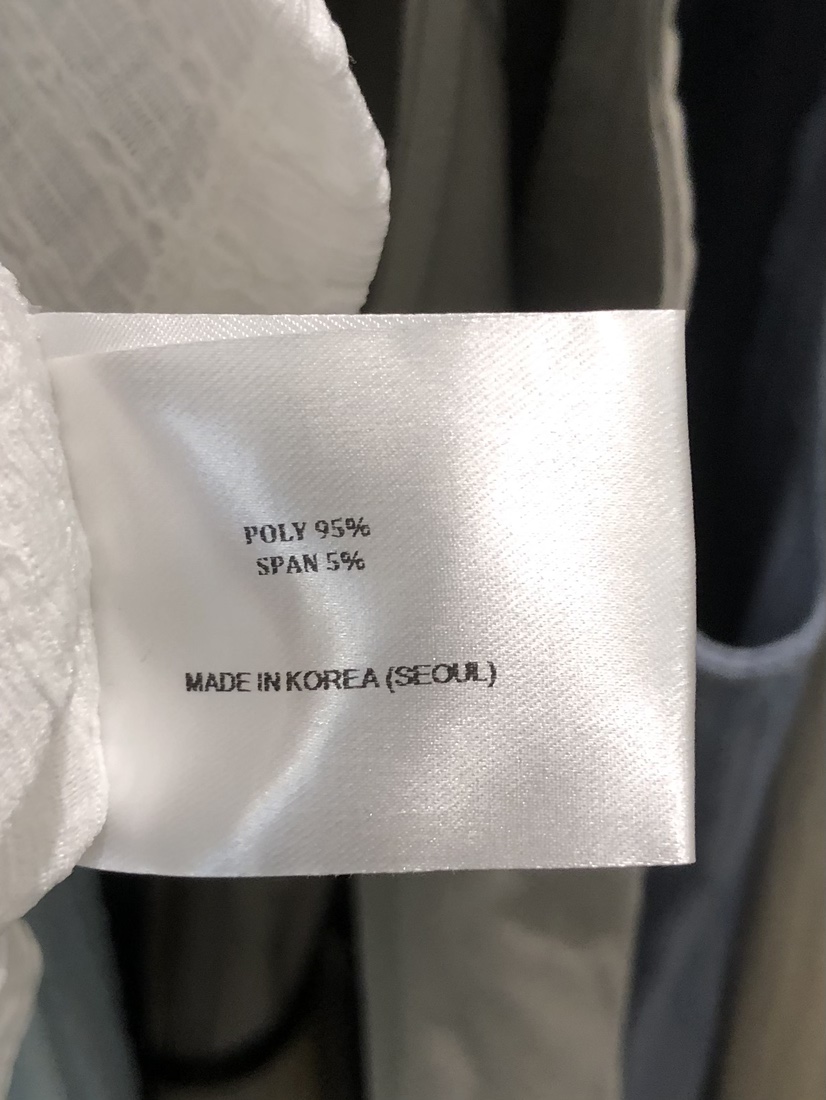 POLY 95%
SPAN 5%
MADE IN KOREA (SEOUL)